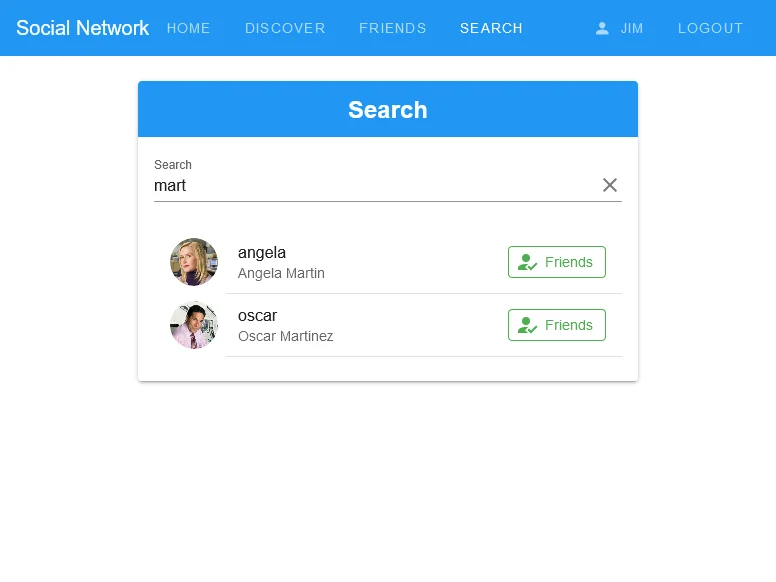 Social Network HOME DISCOVER FRIENDS SEARCH JIM LOGOUT
Search
Search
mart
angela
Angela Martin
Friends
oscar
Oscar Martinez
Friends